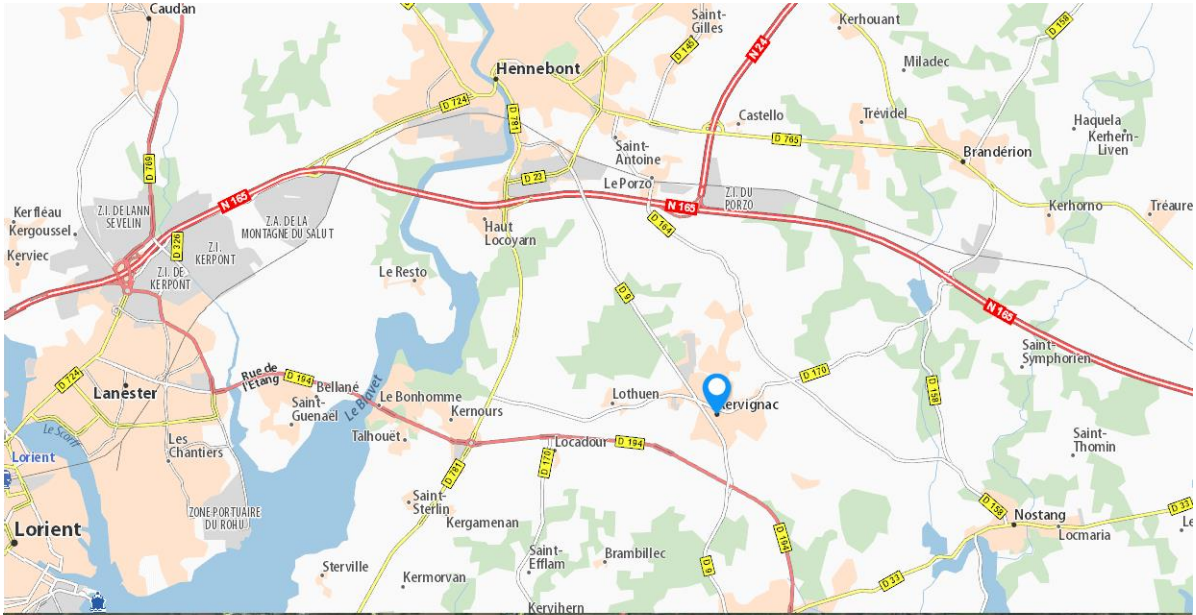 Caudan
Saint-
Gilles
Kerhouant
D 158
D 145
N 24
Miladec
Hennebont
D 724
D 781
Castello
Trévidel
Haquela
Kerhern-
Liven
D 769
Saint-
Antoine
D 765
Brandérion
D 23
Le Porzo
Z.I. DU
PORZO
N 165
N 165
Z.I. DE LANN
SEVELIN
Z.A. DE LA
MONTAGNE DU SALUT
Kerfléau
Kergoussel
Kerviec
D 326
Z.I.
KERPONT
Z.I. DE
KERPONT
Haut
Locoyarn
D 164
Kerhorno
Tréaure
Le Resto
D 9
N 165
Saint-
Symphorien
D 724
Rue de
l'Etang
D 194
Lanester
Bellané
Saint-
Guenaël
Le Blavet
Le Bonhomme
Kernours
Talhouët
Lothuen
Kervignac
D 170
D 158
Le Scorff
Lorient
Les
Chantiers
Locadour
D 194
D 170
D 781
Saint-
Thomin
ZONE PORTUAIRE
DU ROHU
Saint-
Sterlin
Kergamenan
D 158
Nostang
Locmaria
D 33
Lorient
Sterville
Kermorvan
Saint-
Efflam
Brambillec
D 194
D 9
D 33
Kervihern